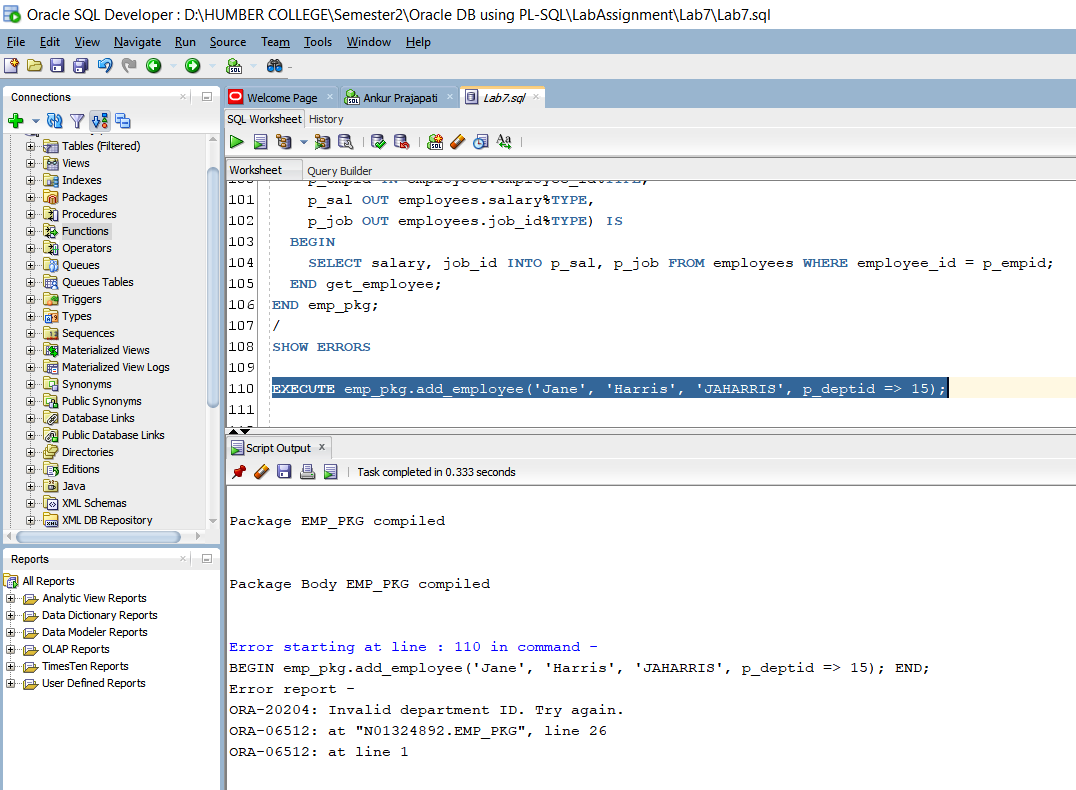 Oracle SQL Developer : D:\HUMBER COLLEGE\Semester2\Oracle DB using PL-SQL\LabAssignment\Lab7\Lab7.sql
File Edit View Navigate Run Source Team Tools Window Help
Connections
Tables (Filtered)
Views
Indexes
Packages
Procedures
Functions
Operators
Queues
Queues Tables
Triggers
Types
Sequences
Materialized Views
Materialized View Logs
Synonyms
Public Synonyms
Database Links
Public Database Links
Directories
Editions
Java
XML Schemas
XML DB Repository
Reports
All Reports
Analytic View Reports
Data Dictionary Reports
Data Modeler Reports
OLAP Reports
TimesTen Reports
User Defined Reports
Welcome Page Ankur Prajapati Lab7.sql
SQL Worksheet History
Worksheet Query Builder
101 p_sal OUT employees.salary%TYPE,
102 p_job OUT employees.job_id%TYPE) IS
103 BEGIN
104 SELECT salary, job_id INTO p_sal, p_job FROM employees WHERE employee_id = p_empid;
105 END get_employee;
106 END emp_pkg;
107 /
108 SHOW ERRORS
109
110 EXECUTE emp_pkg.add_employee('Jane', 'Harris', 'JAHARRIS', p_deptid => 15);
111
Script Output x
Task completed in 0.333 seconds
Package EMP_PKG compiled
Package Body EMP_PKG compiled
Error starting at line : 110 in command -
BEGIN emp_pkg.add_employee('Jane', 'Harris', 'JAHARRIS', p_deptid => 15); END;
Error report -
ORA-20204: Invalid department ID. Try again.
ORA-06512: at "N01324892.EMP_PKG", line 26
ORA-06512: at line 1